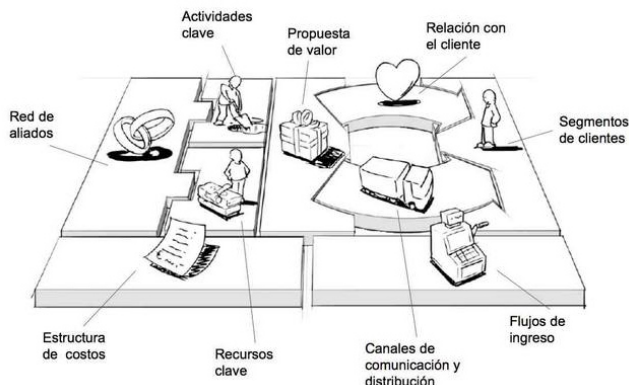 Actividades
clave
Propuesta
de valor
Relación con
el cliente
Red de
aliados
Segmentos
de clientes
Estructura
de costos
Recursos
clave
Canales de
comunicación y
distribución
Flujos de
ingreso